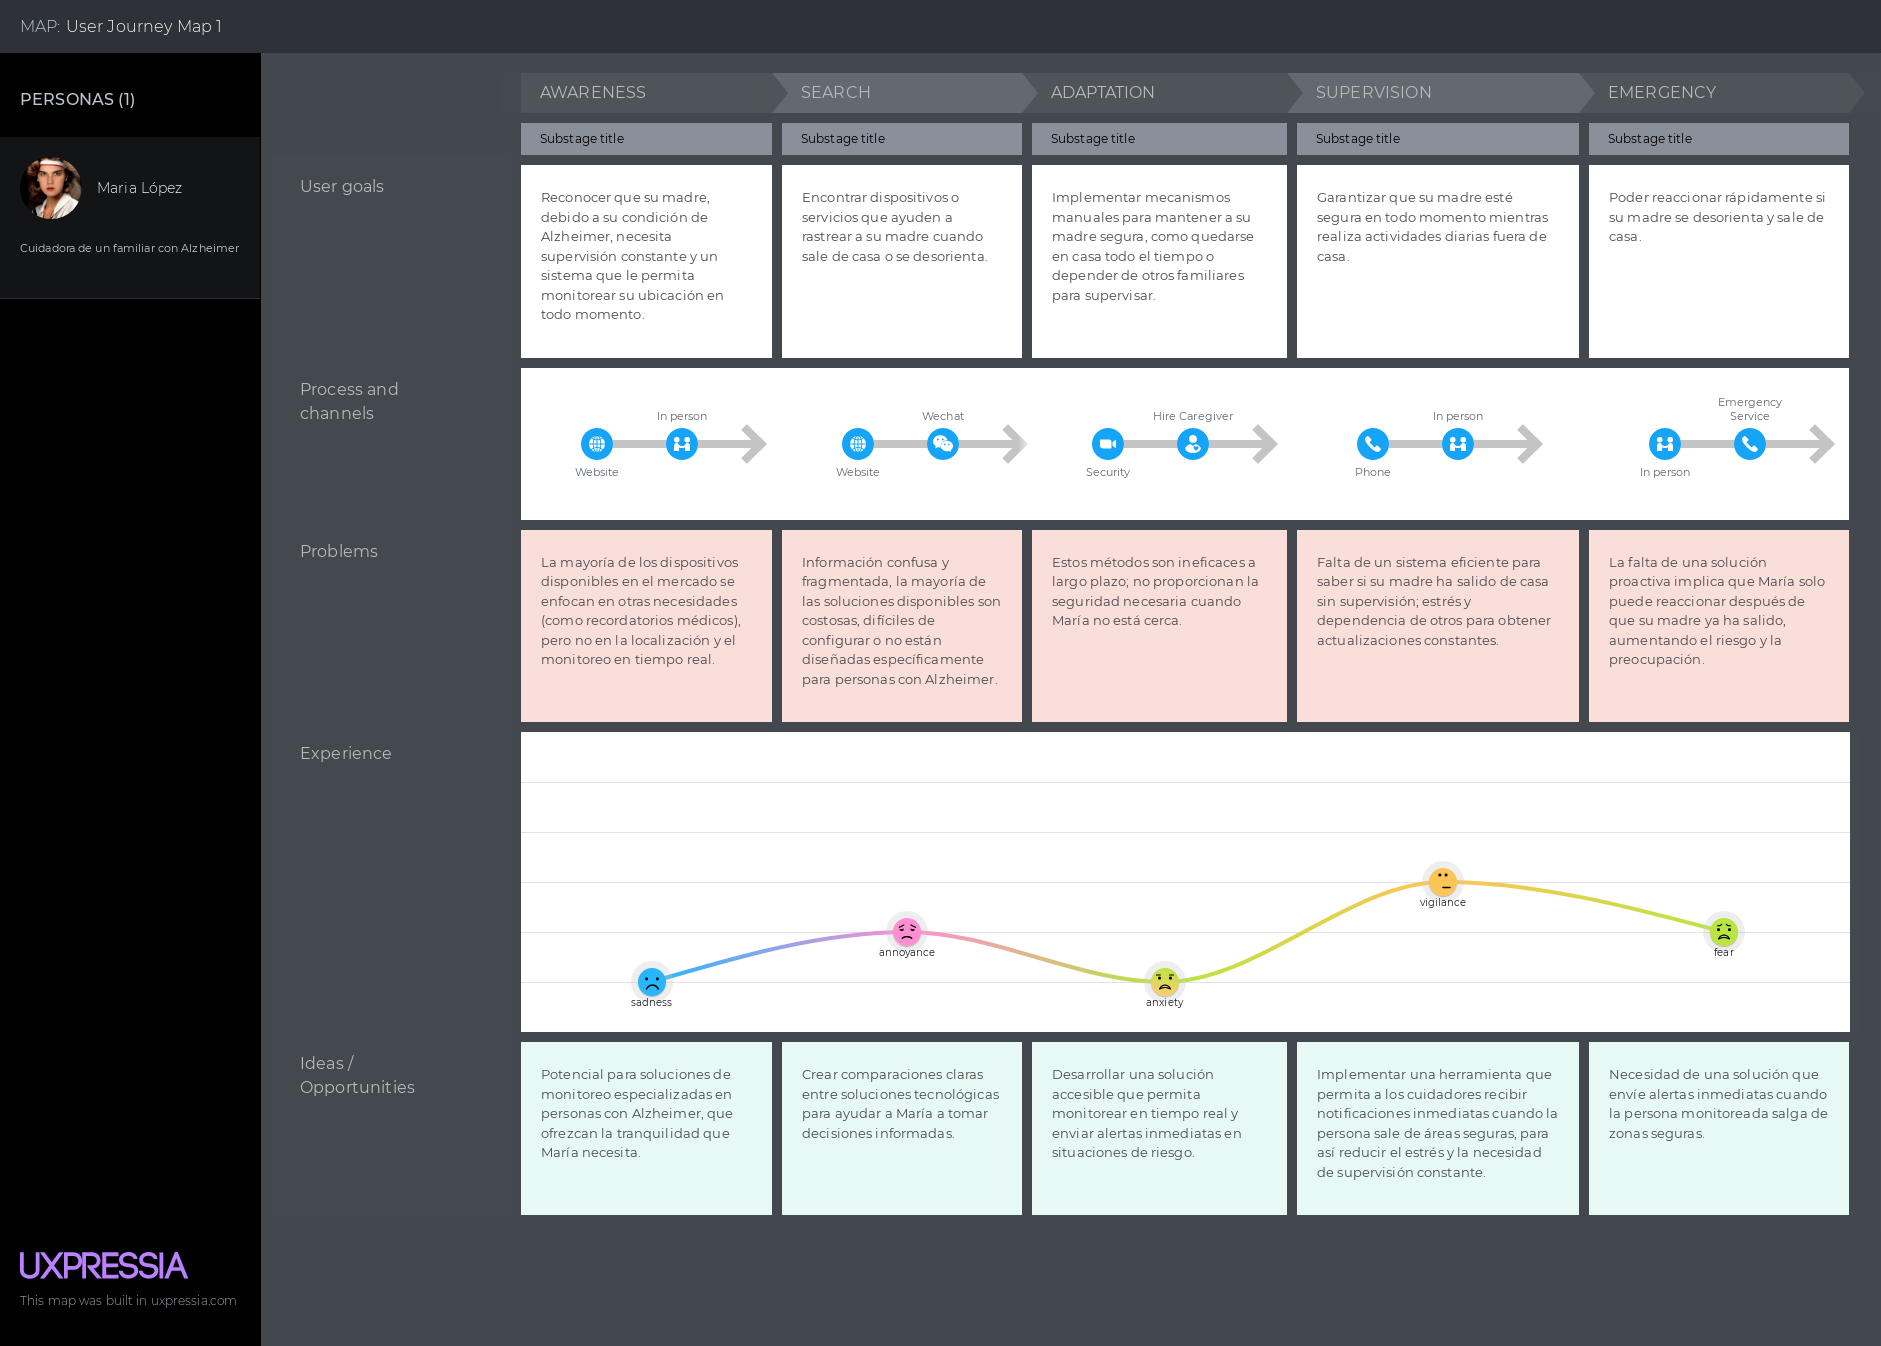 MAP: User Journey Map 1
PERSONAS (1)
Maria López
Cuidadora de un familiar con Alzheimer
AWARENESS
SEARCH
ADAPTATION
SUPERVISION
EMERGENCY
Substage title
Substage title
Substage title
Substage title
Substage title
User goals
Reconocer que su madre,
debido a su condición de
Alzheimer, necesita
supervisión constante y un
sistema que le permita
monitorear su ubicación en
todo momento.
Encontrar dispositivos o
servicios que ayuden a
rastrear a su madre cuando
sale de casa o se desorienta.
Implementar mecanismos
manuales para mantener a su
madre segura, como quedarse
en casa todo el tiempo o
depender de otros familiares
para supervisar.
Garantizar que su madre esté
segura en todo momento mientras
realiza actividades diarias fuera de
casa.
Poder reaccionar rápidamente si
su madre se desorienta y sale de
casa.
Process and
channels
Website
In person
Website
Wechat
Security
Hire Caregiver
Phone
In person
In person
Emergency
Service
Problems
La mayoría de los dispositivos
disponibles en el mercado se
enfocan en otras necesidades
(como recordatorios médicos),
pero no en la localización y el
monitoreo en tiempo real.
Información confusa y
fragmentada, la mayoría de
las soluciones disponibles son
costosas, difíciles de
configurar o no están
diseñadas específicamente
para personas con Alzheimer.
Estos métodos son ineficaces a
largo plazo; no proporcionan la
seguridad necesaria cuando
María no está cerca.
Falta de un sistema eficiente para
saber si su madre ha salido de casa
sin supervisión; estrés y
dependencia de otros para obtener
actualizaciones constantes.
La falta de una solución
proactiva implica que María solo
puede reaccionar después de
que su madre ya ha salido,
aumentando el riesgo y la
preocupación.
Experience
sadness
annoyance
anxiety
vigilance
fear
Ideas /
Opportunities
Potencial para soluciones de
monitoreo especializadas en
personas con Alzheimer, que
ofrezcan la tranquilidad que
María necesita.
Crear comparaciones claras
entre soluciones tecnológicas
para ayudar a María a tomar
decisiones informadas.
Desarrollar una solución
accesible que permita
monitorear en tiempo real y
enviar alertas inmediatas en
situaciones de riesgo.
Implementar una herramienta que
permita a los cuidadores recibir
notificaciones inmediatas cuando la
persona sale de áreas seguras, para
así reducir el estrés y la necesidad
de supervisión constante.
Necesidad de una solución que
envíe alertas inmediatas cuando
la persona monitoreada salga de
zonas seguras.
UXPRESSIA
This map was built in uxpressia.com